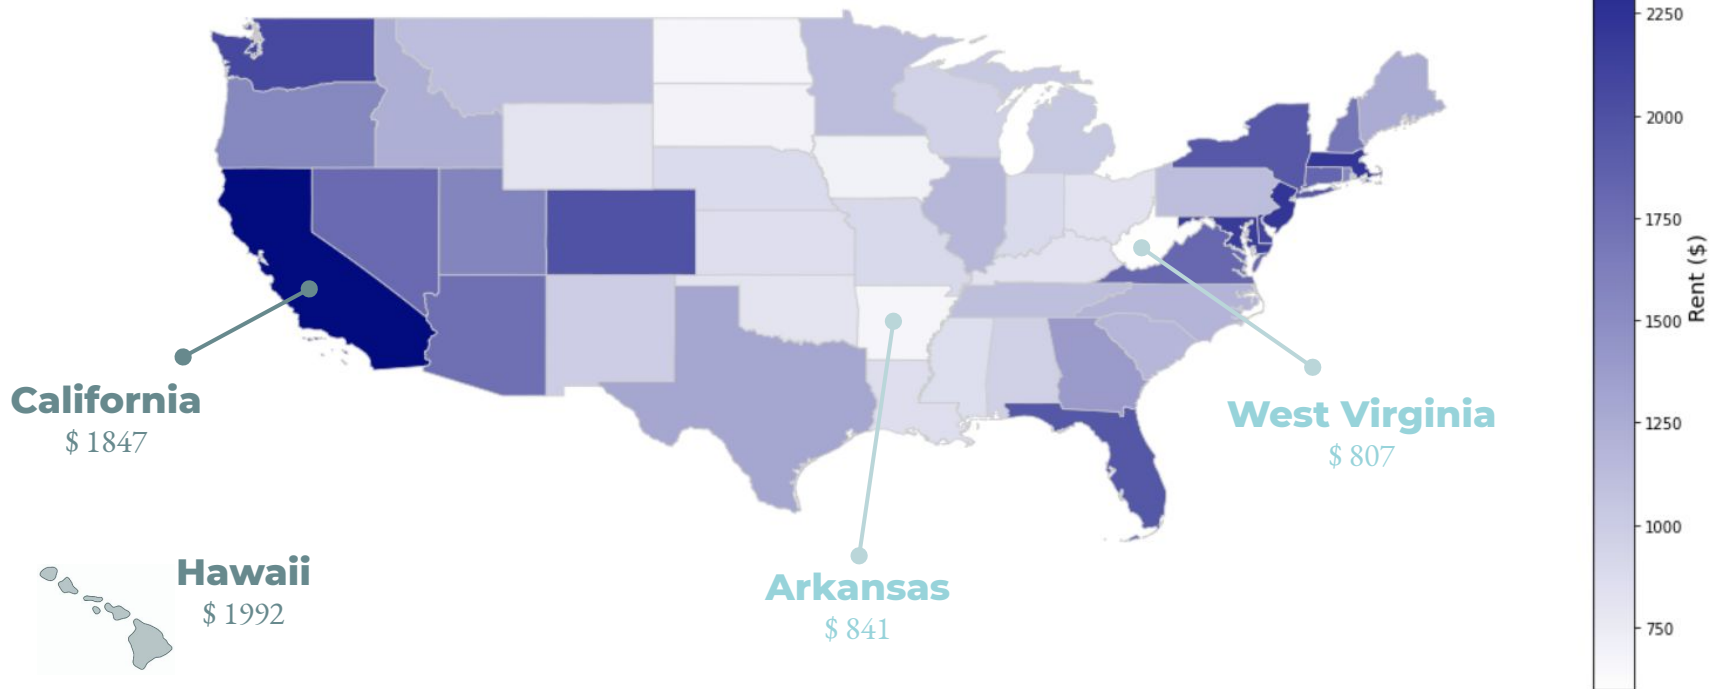 California
$ 1847
Hawaii
$ 1992
Arkansas
$ 841
West Virginia
$ 807
2250
2000
1750
1500
1250
1000
750
Rent ($)